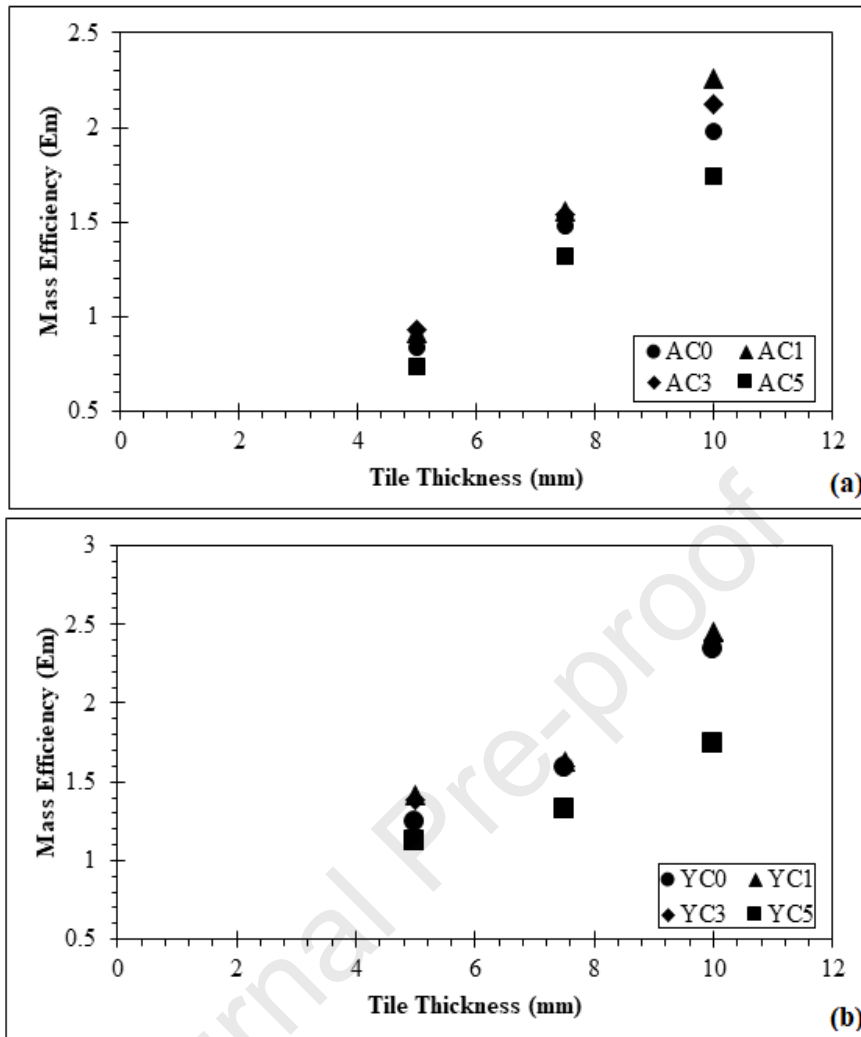 2.5
2
1.5
1
0.5
0 2 4 6 8 10 12
Mass Efficiency (Em)
Tile Thickness (mm)
AC0 AC1
AC3 AC5
(a)
3
2.5
2
1.5
1
0.5
0 2 4 6 8 10 12
Mass Efficiency (Em)
Tile Thickness (mm)
YC0 YC1
YC3 YC5
(b)
rnal Pre-proof